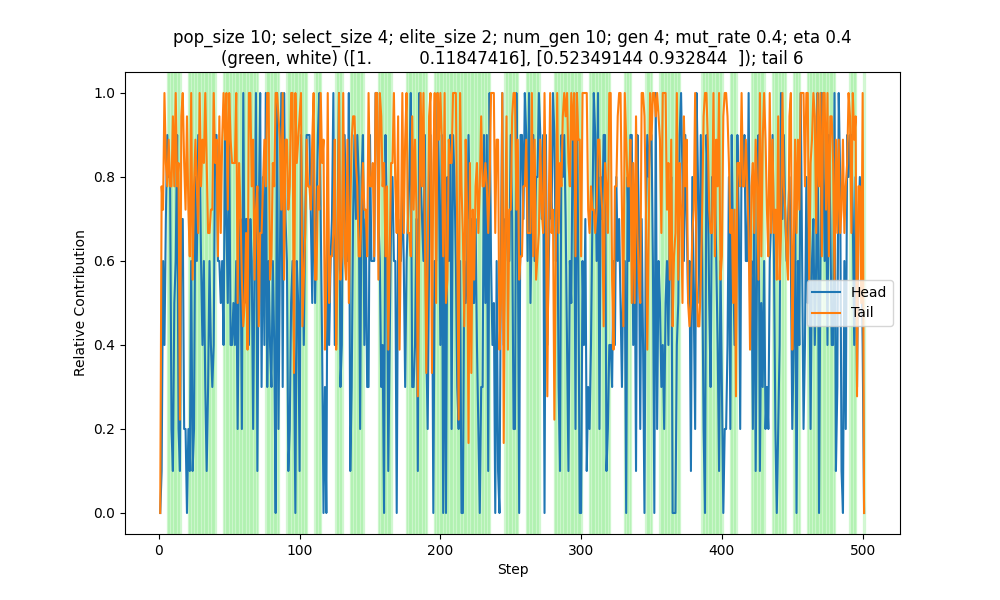 pop_size 10; select_size 4; elite_size 2; num_gen 10; gen 4; mut_rate 0.4; eta 0.4
(green, white) ([1.          0.11847416], [0.52349144 0.932844  ]); tail 6
Relative Contribution
1.0
0.8
0.6
0.4
0.2
0.0
Head
Tail
0
100
200
300
400
500
Step